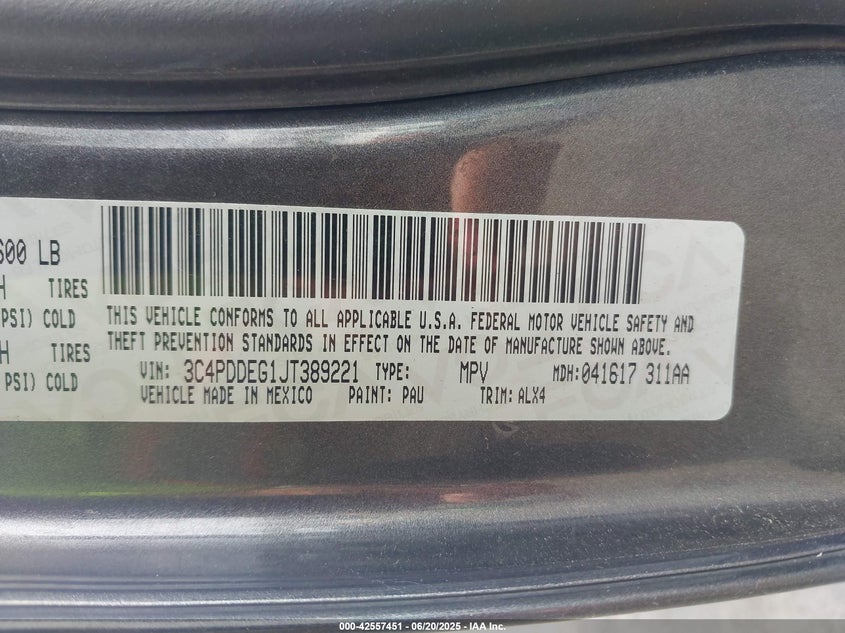 600 LB
H TIRES
PSI) COLD
H TIRES
PSI) COLD
THIS VEHICLE CONFORMS TO ALL APPLICABLE U.S.A. FEDERAL MOTOR VEHICLE SAFETY AND
THEFT PREVENTION STANDARDS IN EFFECT ON THE DATE OF MANUFACTURE SHOWN ABOVE.
VIN: 3C4PDDEG1JT389221 TYPE: MPV MDH:041617 311AA
VEHICLE MADE IN MEXICO PAINT: PAU TRIM: ALX4
000-42557451 | 06/20/2025 | IAA Inc.